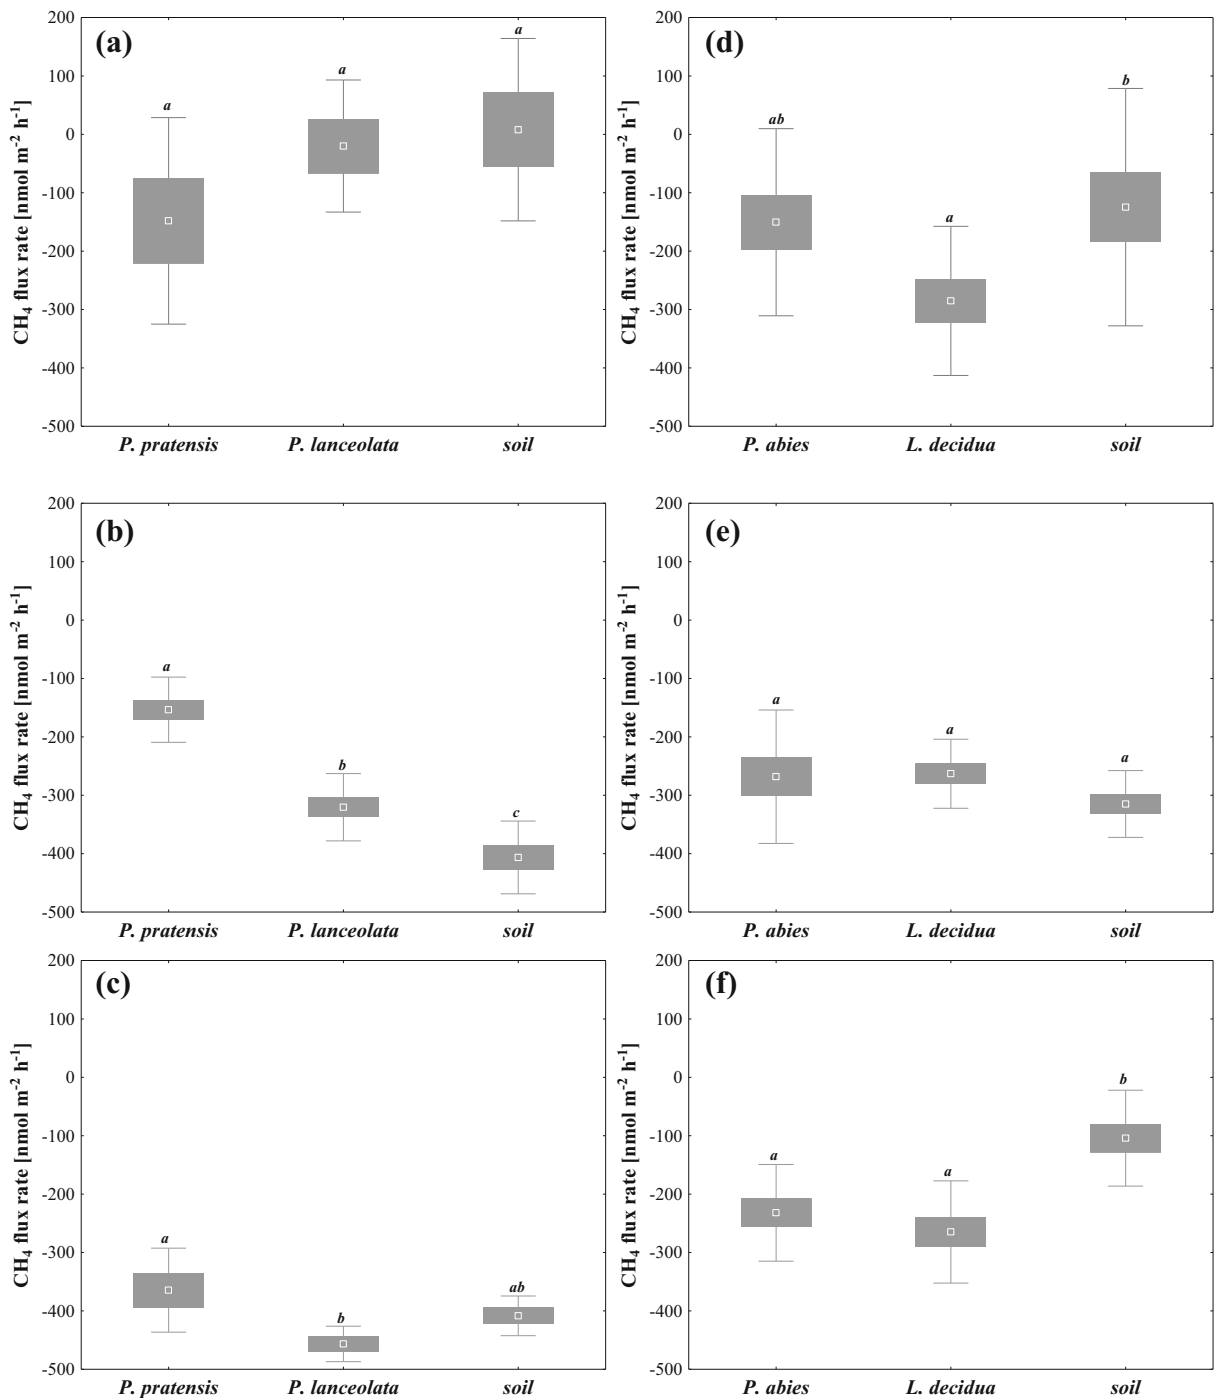 (a)
CH4 flux rate [nmol m-2 h-1]
200
100
0
-100
-200
-300
-400
-500
a
a
a
P. pratensis P. lanceolata soil
(d)
CH4 flux rate [nmol m-2 h-1]
200
100
0
-100
-200
-300
-400
-500
ab
a
b
P. abies L. decidua soil
(b)
CH4 flux rate [nmol m-2 h-1]
200
100
0
-100
-200
-300
-400
-500
a
b
c
P. pratensis P. lanceolata soil
(e)
CH4 flux rate [nmol m-2 h-1]
200
100
0
-100
-200
-300
-400
-500
a
a
a
P. abies L. decidua soil
(c)
CH4 flux rate [nmol m-2 h-1]
200
100
0
-100
-200
-300
-400
-500
a
b
ab
P. pratensis P. lanceolata soil
(f)
CH4 flux rate [nmol m-2 h-1]
200
100
0
-100
-200
-300
-400
-500
a
a
b
P. abies L. decidua soil